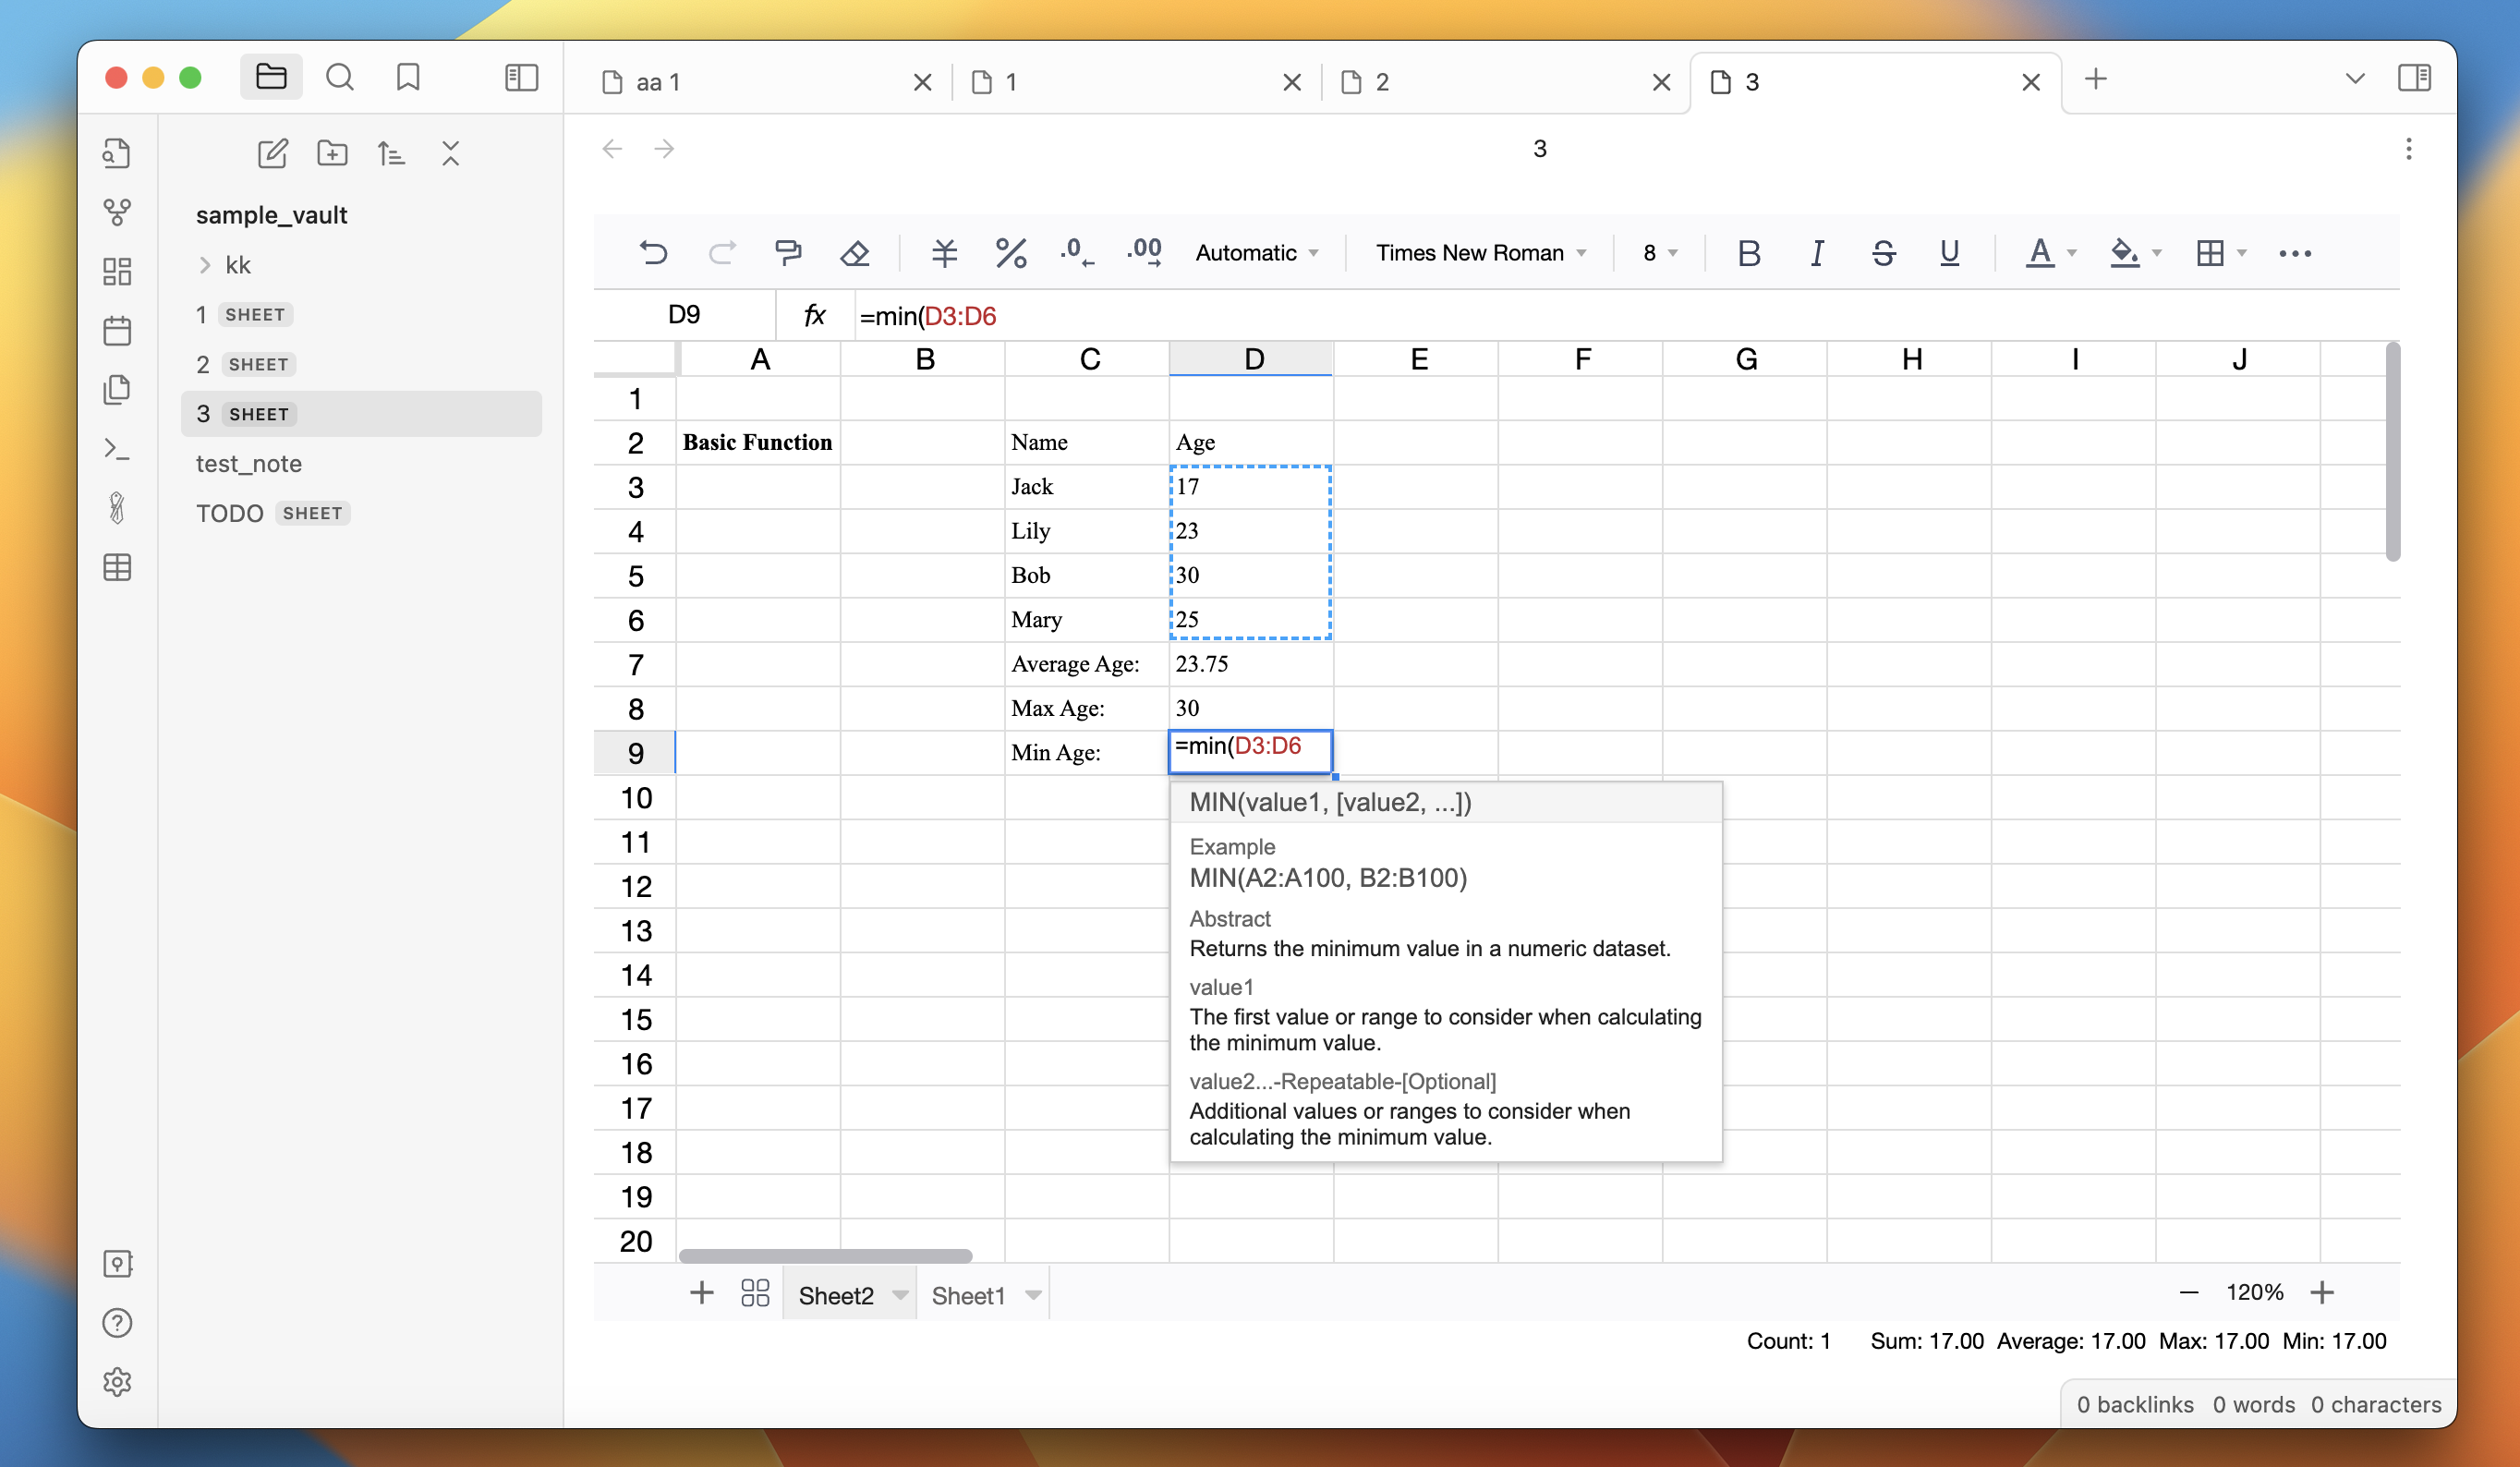 aa 1
1
2
3
3
sample_vault
kk
1 SHEET
2 SHEET
3 SHEET
test_note
TODO SHEET
.0 .00 Automatic Times New Roman 8 B I S U A
D9 fx =min(D3:D6
A B C D E F G H I J
1
2 Basic Function Name Age
3 Jack 17
4 Lily 23
5 Bob 30
6 Mary 25
7 Average Age: 23.75
8 Max Age: 30
9 Min Age: =min(D3:D6
10
11
12
13
14
15
16
17
18
19
20
MIN(value1, [value2, ...])
Example
MIN(A2:A100, B2:B100)
Abstract
Returns the minimum value in a numeric dataset.
value1
The first value or range to consider when calculating
the minimum value.
value2...-Repeatable-[Optional]
Additional values or ranges to consider when
calculating the minimum value.
Sheet2 Sheet1 120%
Count: 1 Sum: 17.00 Average: 17.00 Max: 17.00 Min: 17.00
0 backlinks 0 words 0 characters